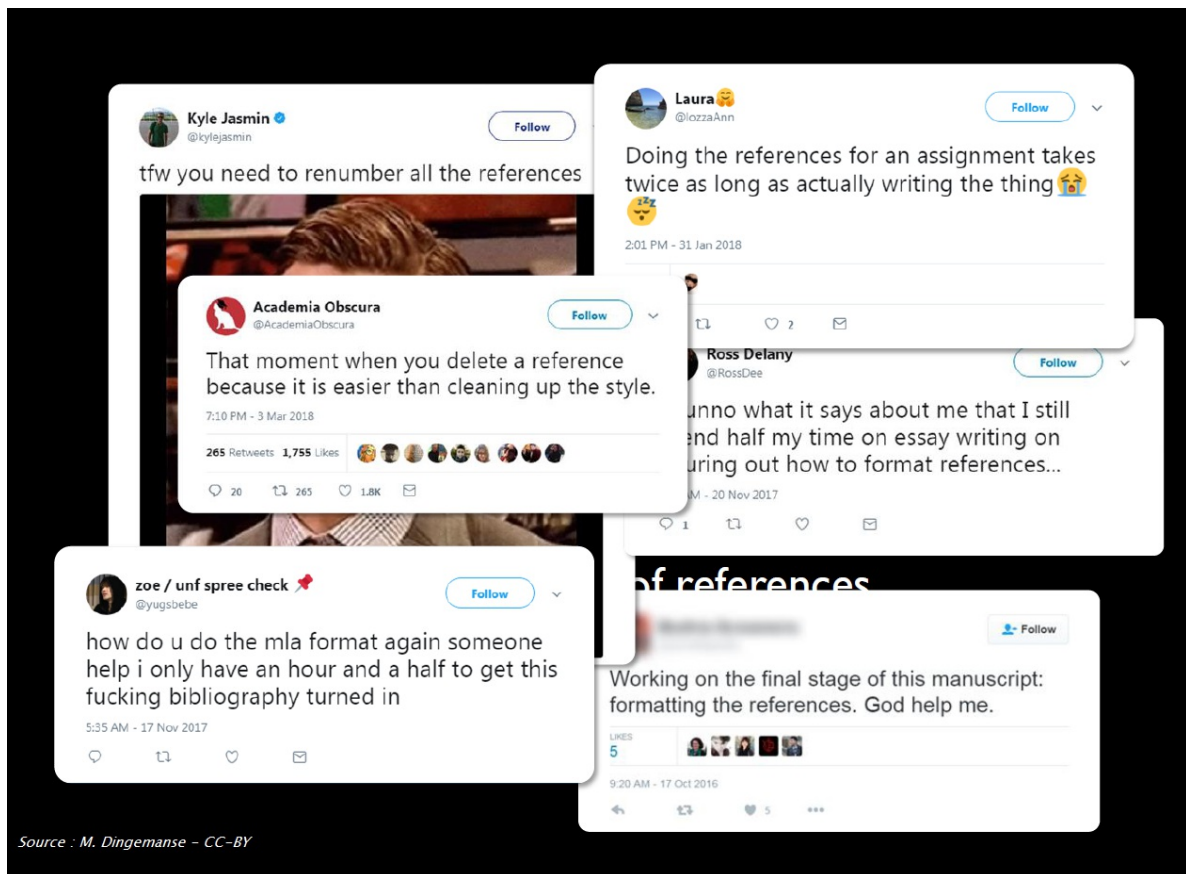 Kyle Jasmin
@kylejasmin
Follow
tfw you need to renumber all the references
Laura
@lozzaAnn
Follow
Doing the references for an assignment takes
twice as long as actually writing the thing😭
😴
2:01 PM - 31 Jan 2018
2
Academia Obscura
@AcademiaObscura
Follow
That moment when you delete a reference
because it is easier than cleaning up the style.
7:10 PM - 3 Mar 2018
265 Retweets 1,755 Likes
20 265 1.8K
Ross Delany
@RossDee
Follow
what it says about me that I still
half my time on essay writing on
out how to format references...
- 20 Nov 2017
1
zoe / unf spree check 📌
@yugsbebe
Follow
how do u do the mla format again someone
help i only have an hour and a half to get this
fucking bibliography turned in
5:35 AM - 17 Nov 2017
of references
Follow
Working on the final stage of this manuscript:
formatting the references. God help me.
LIKES
5
9:20 AM - 17 Oct 2016
5
Source : M. Dingemanse - CC-BY